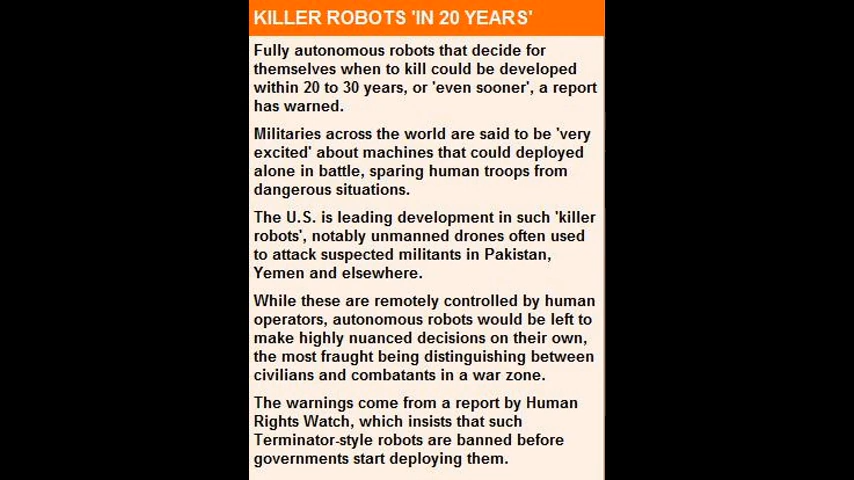 KILLER ROBOTS 'IN 20 YEARS'
Fully autonomous robots that decide for
themselves when to kill could be developed
within 20 to 30 years, or 'even sooner', a report
has warned.
Militaries across the world are said to be 'very
excited' about machines that could deployed
alone in battle, sparing human troops from
dangerous situations.
The U.S. is leading development in such 'killer
robots', notably unmanned drones often used
to attack suspected militants in Pakistan,
Yemen and elsewhere.
While these are remotely controlled by human
operators, autonomous robots would be left to
make highly nuanced decisions on their own,
the most fraught being distinguishing between
civilians and combatants in a war zone.
The warnings come from a report by Human
Rights Watch, which insists that such
Terminator-style robots are banned before
governments start deploying them.